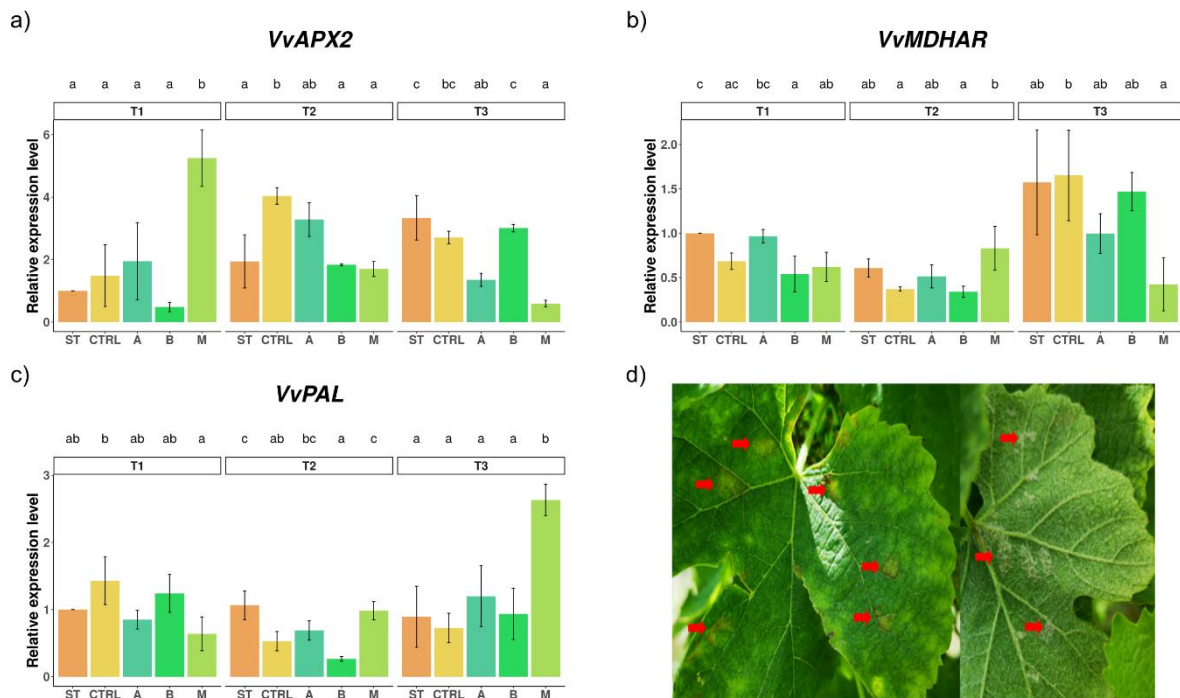 a)
VvAPX2
a a a a b a b ab a a c bc ab c a
T1 T2 T3
Relative expression level
6
4
2
0
ST CTRL A B M ST CTRL A B M ST CTRL A B M
b)
VvMDHAR
c ac bc a ab ab a ab a b ab b ab ab a
T1 T2 T3
Relative expression level
2.0
1.5
1.0
0.5
0.0
ST CTRL A B M ST CTRL A B M ST CTRL A B M
c)
VvPAL
ab b ab ab a c ab bc a c a a a a b
T1 T2 T3
Relative expression level
3
2
1
0
ST CTRL A B M ST CTRL A B M ST CTRL A B M
d)